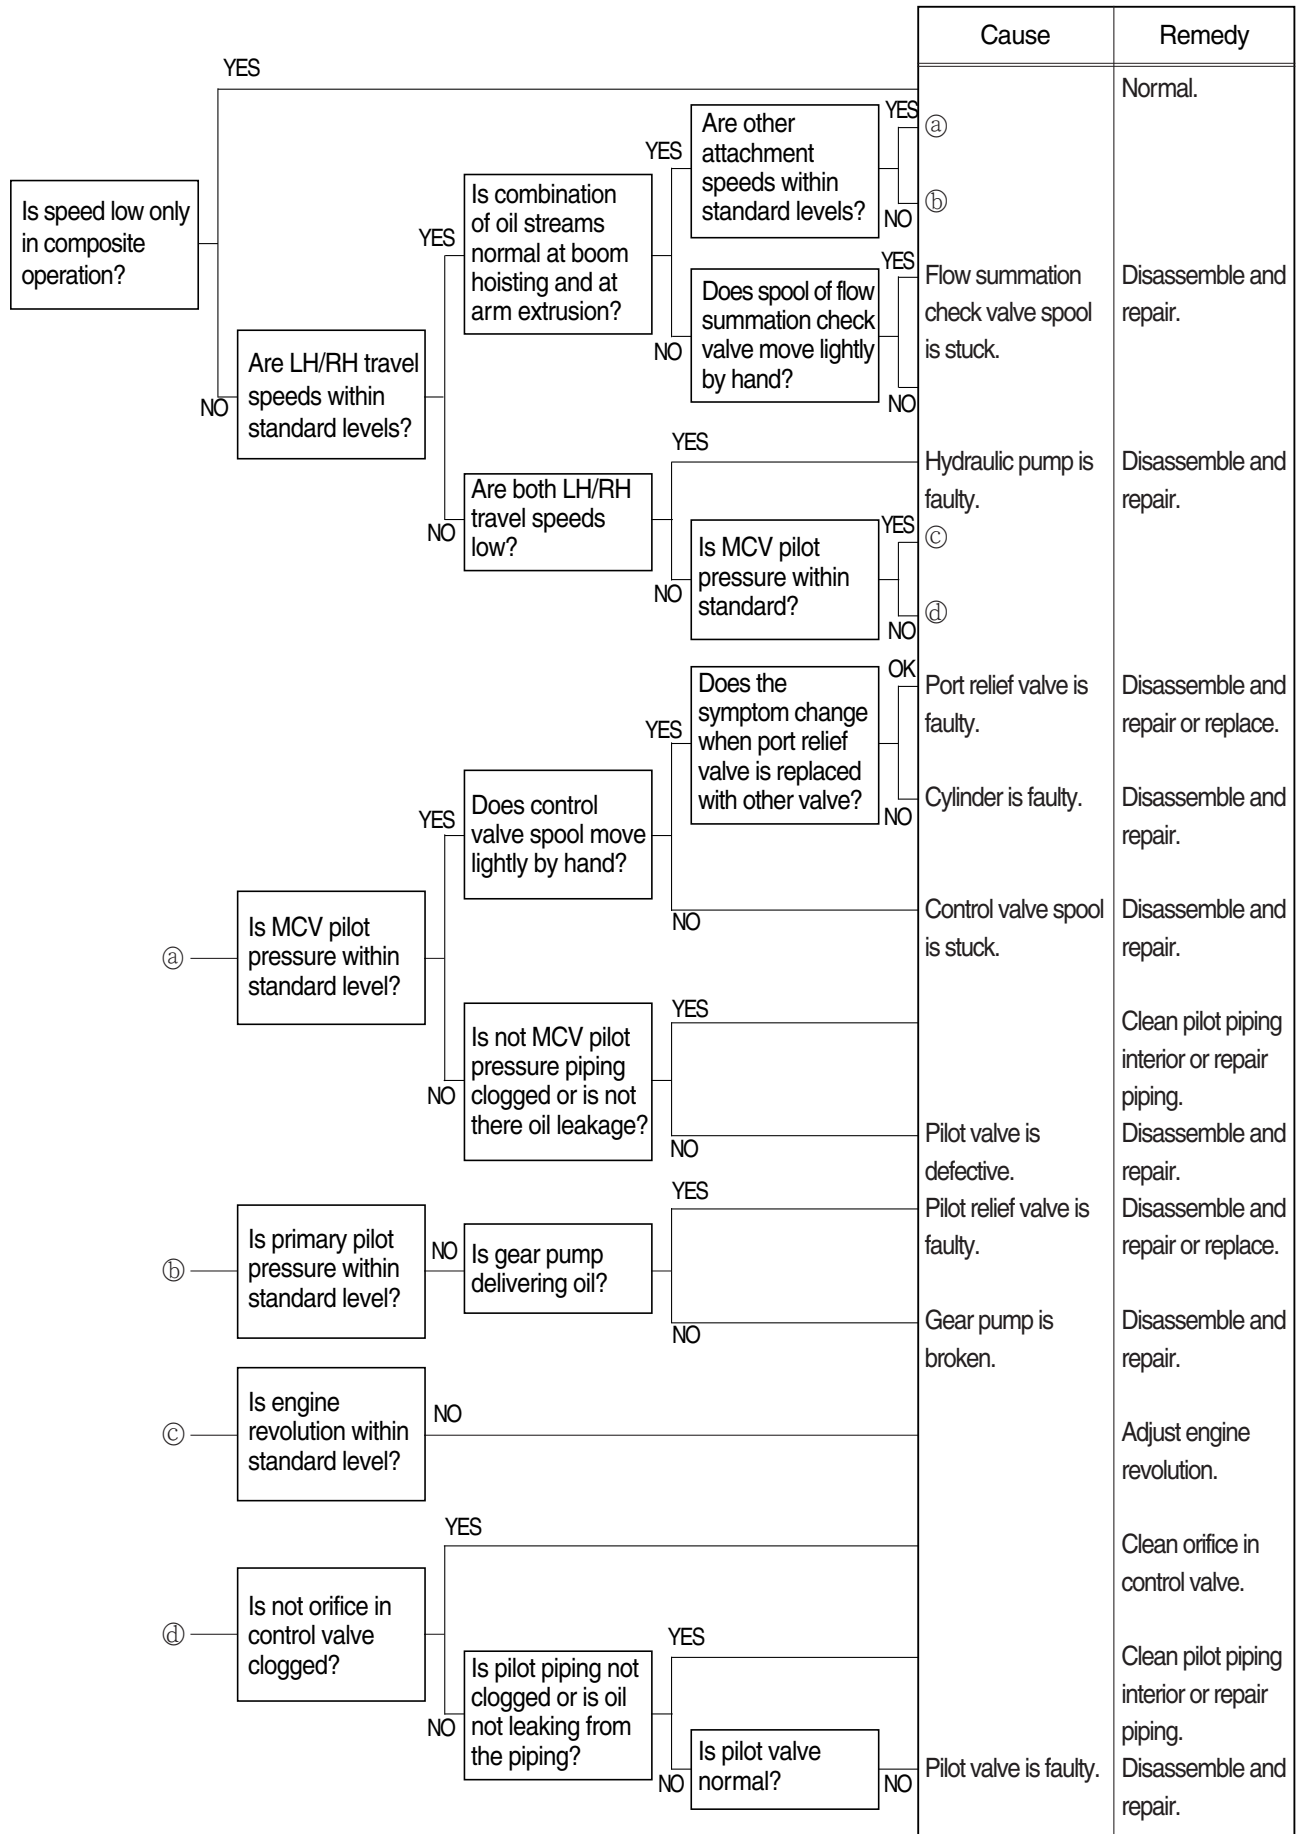 Cause
Remedy
YES
Normal.
Is speed low only
in composite
operation?
NO
Are LH/RH travel
speeds within
standard levels?
YES
Is combination
of oil streams
normal at boom
hoisting and at
arm extrusion?
YES
Are other
attachment
speeds within
standard levels?
YES
ⓐ
NO
ⓑ
NO
Does spool of flow
summation check
valve move lightly
by hand?
YES
NO
Flow summation
check valve spool
is stuck.
Disassemble and
repair.
NO
Are both LH/RH
travel speeds
low?
YES
Hydraulic pump is
faulty.
Disassemble and
repair.
NO
Is MCV pilot
pressure within
standard?
YES
ⓒ
NO
ⓓ
ⓐ
Is MCV pilot
pressure within
standard level?
YES
Does control
valve spool move
lightly by hand?
YES
Does the
symptom change
when port relief
valve is replaced
with other valve?
OK
Port relief valve is
faulty.
Disassemble and
repair or replace.
NO
Cylinder is faulty.
Disassemble and
repair.
NO
Control valve spool
is stuck.
Disassemble and
repair.
NO
Is not MCV pilot
pressure piping
clogged or is not
there oil leakage?
YES
Clean pilot piping
interior or repair
piping.
NO
Pilot valve is
defective.
Disassemble and
repair.
ⓑ
Is primary pilot
pressure within
standard level?
NO
Is gear pump
delivering oil?
YES
Pilot relief valve is
faulty.
Disassemble and
repair or replace.
NO
Gear pump is
broken.
Disassemble and
repair.
ⓒ
Is engine
revolution within
standard level?
NO
Adjust engine
revolution.
ⓓ
Is not orifice in
control valve
clogged?
YES
Clean orifice in
control valve.
NO
Is pilot piping not
clogged or is oil
not leaking from
the piping?
YES
Clean pilot piping
interior or repair
piping.
NO
Is pilot valve
normal?
NO
Pilot valve is faulty.
Disassemble and
repair.